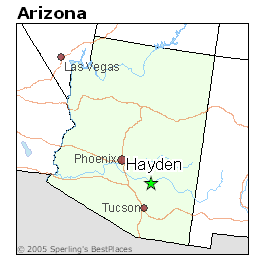 Arizona
Las Vegas
Phoenix
Hayden
Tucson
© 2005 Sperling's BestPlaces